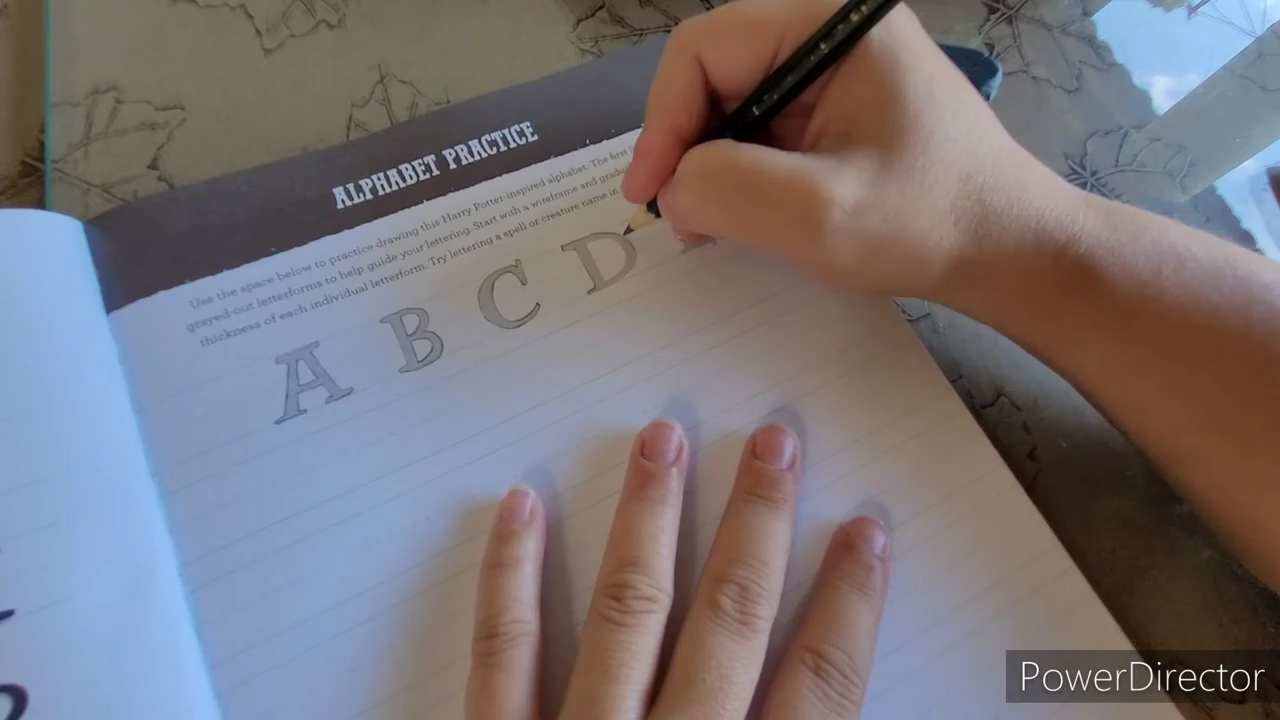 ALPHABET PRACTICE
Use the space below to practice drawing this Harry Potter-inspired alphabet. The first
grayed-out letterforms to help guide your lettering. Start with a wireframe and
thickness of each individual letterform. Try lettering a spell or creature name in
A B C D
PowerDirector